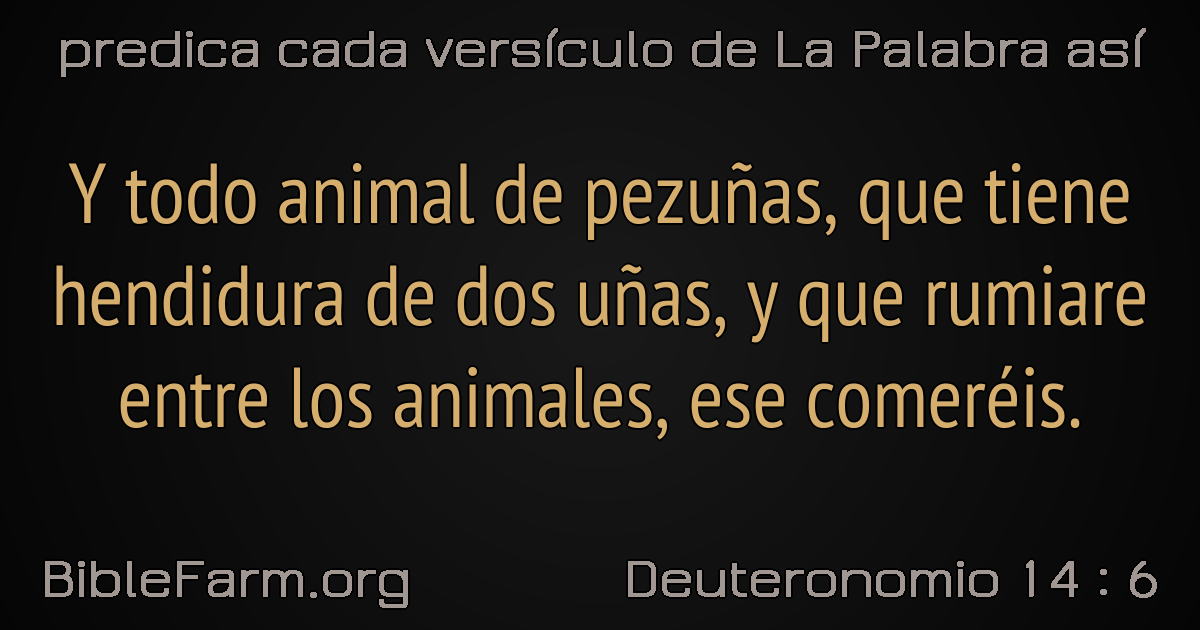 predica cada versículo de La Palabra así
Y todo animal de pezuñas, que tiene
hendidura de dos uñas, y que rumiare
entre los animales, ese comeréis.
BibleFarm.org
Deuteronomio 14 : 6